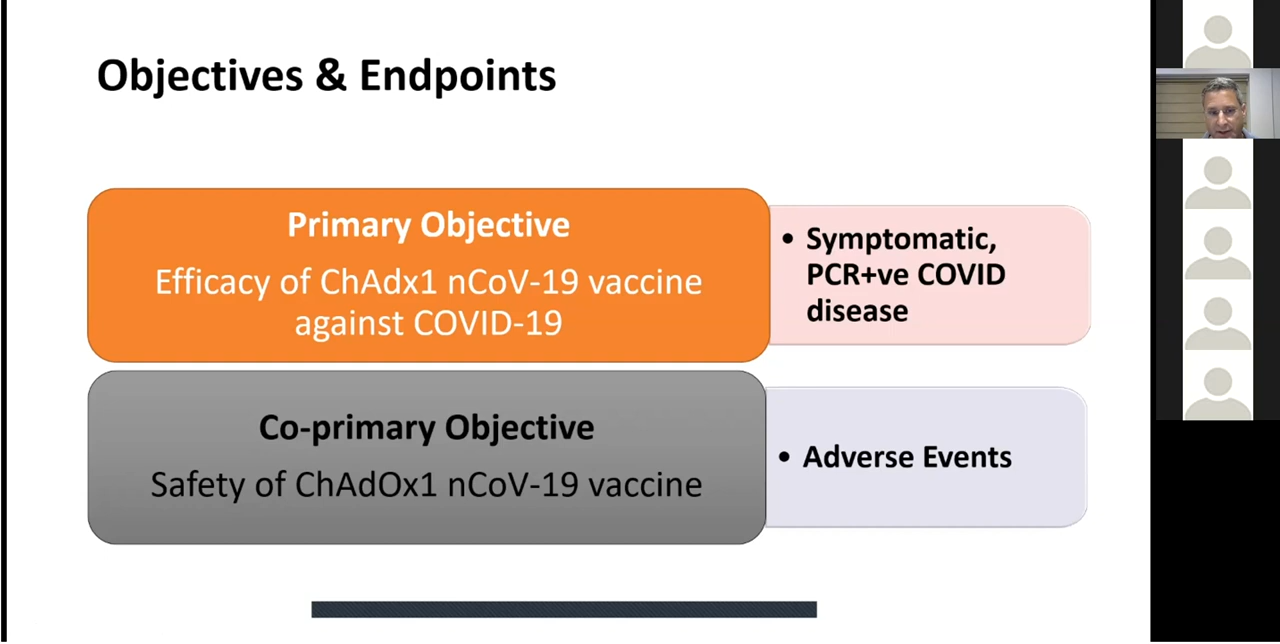 Objectives & Endpoints
Primary Objective
Efficacy of ChAdx1 nCoV-19 vaccine
against COVID-19
• Symptomatic,
PCR+ve COVID
disease
Co-primary Objective
Safety of ChAdOx1 nCoV-19 vaccine
• Adverse Events